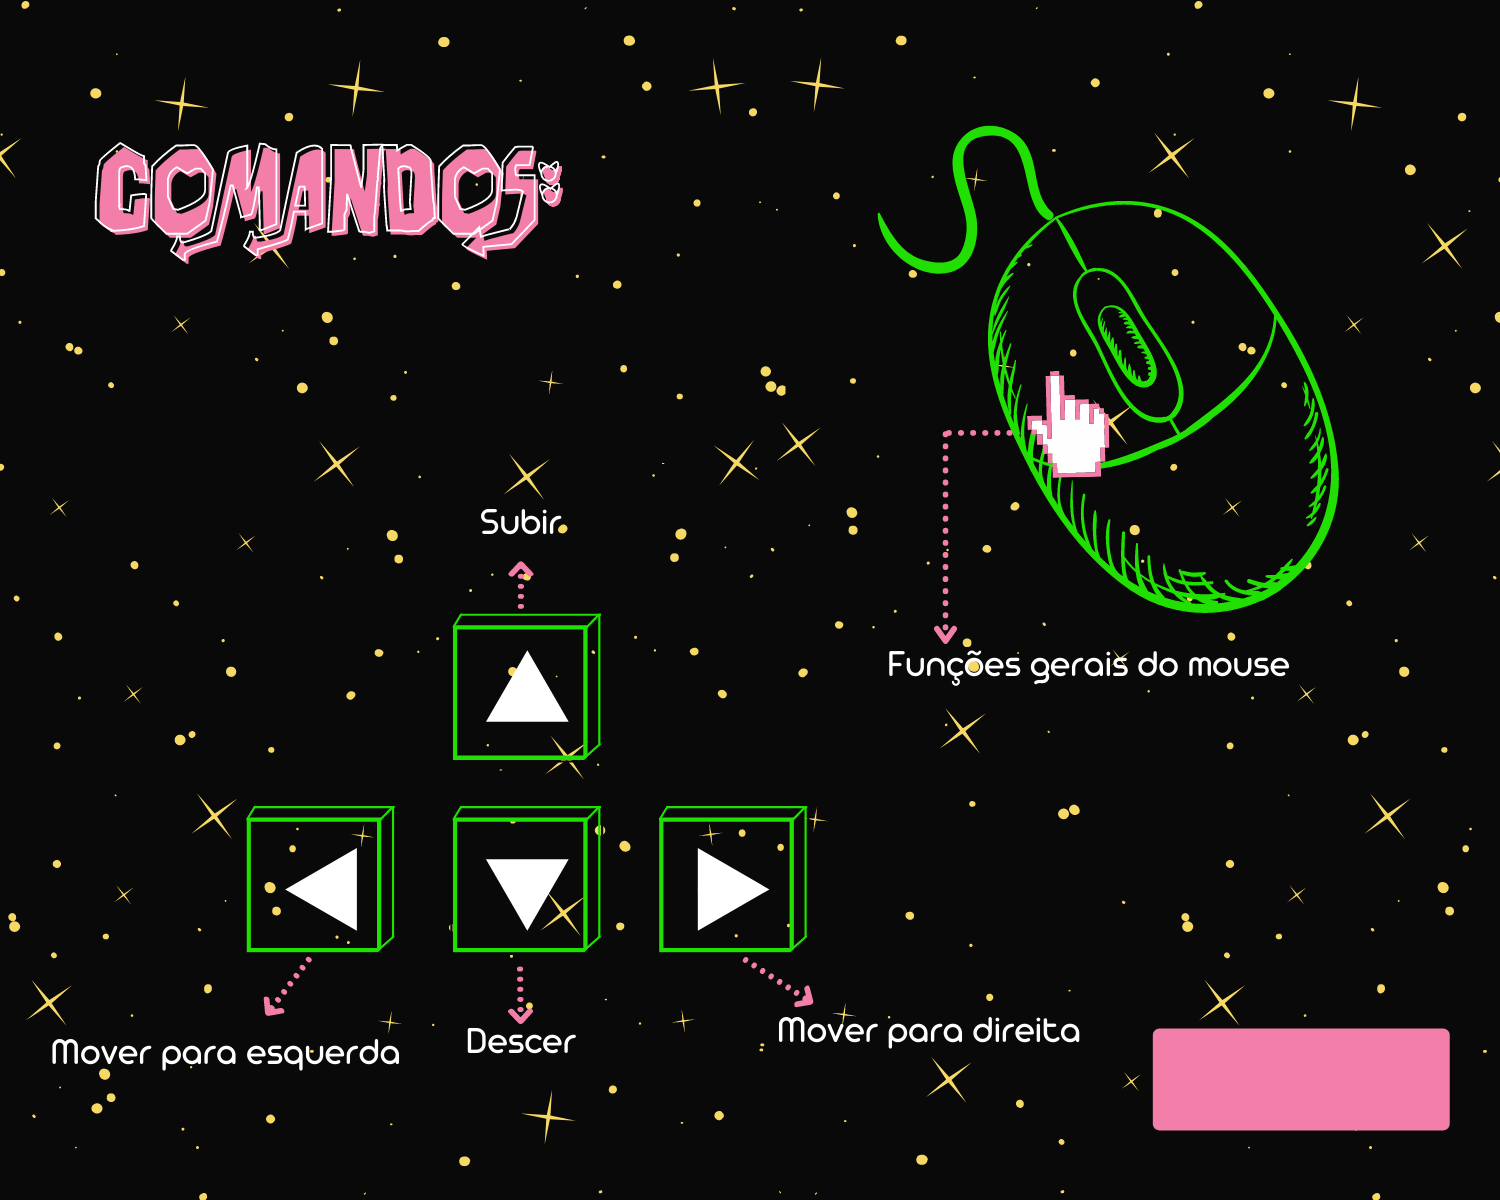 COMANDOS:
Subir
Funções gerais do mouse
Mover para esquerda
Descer
Mover para direita